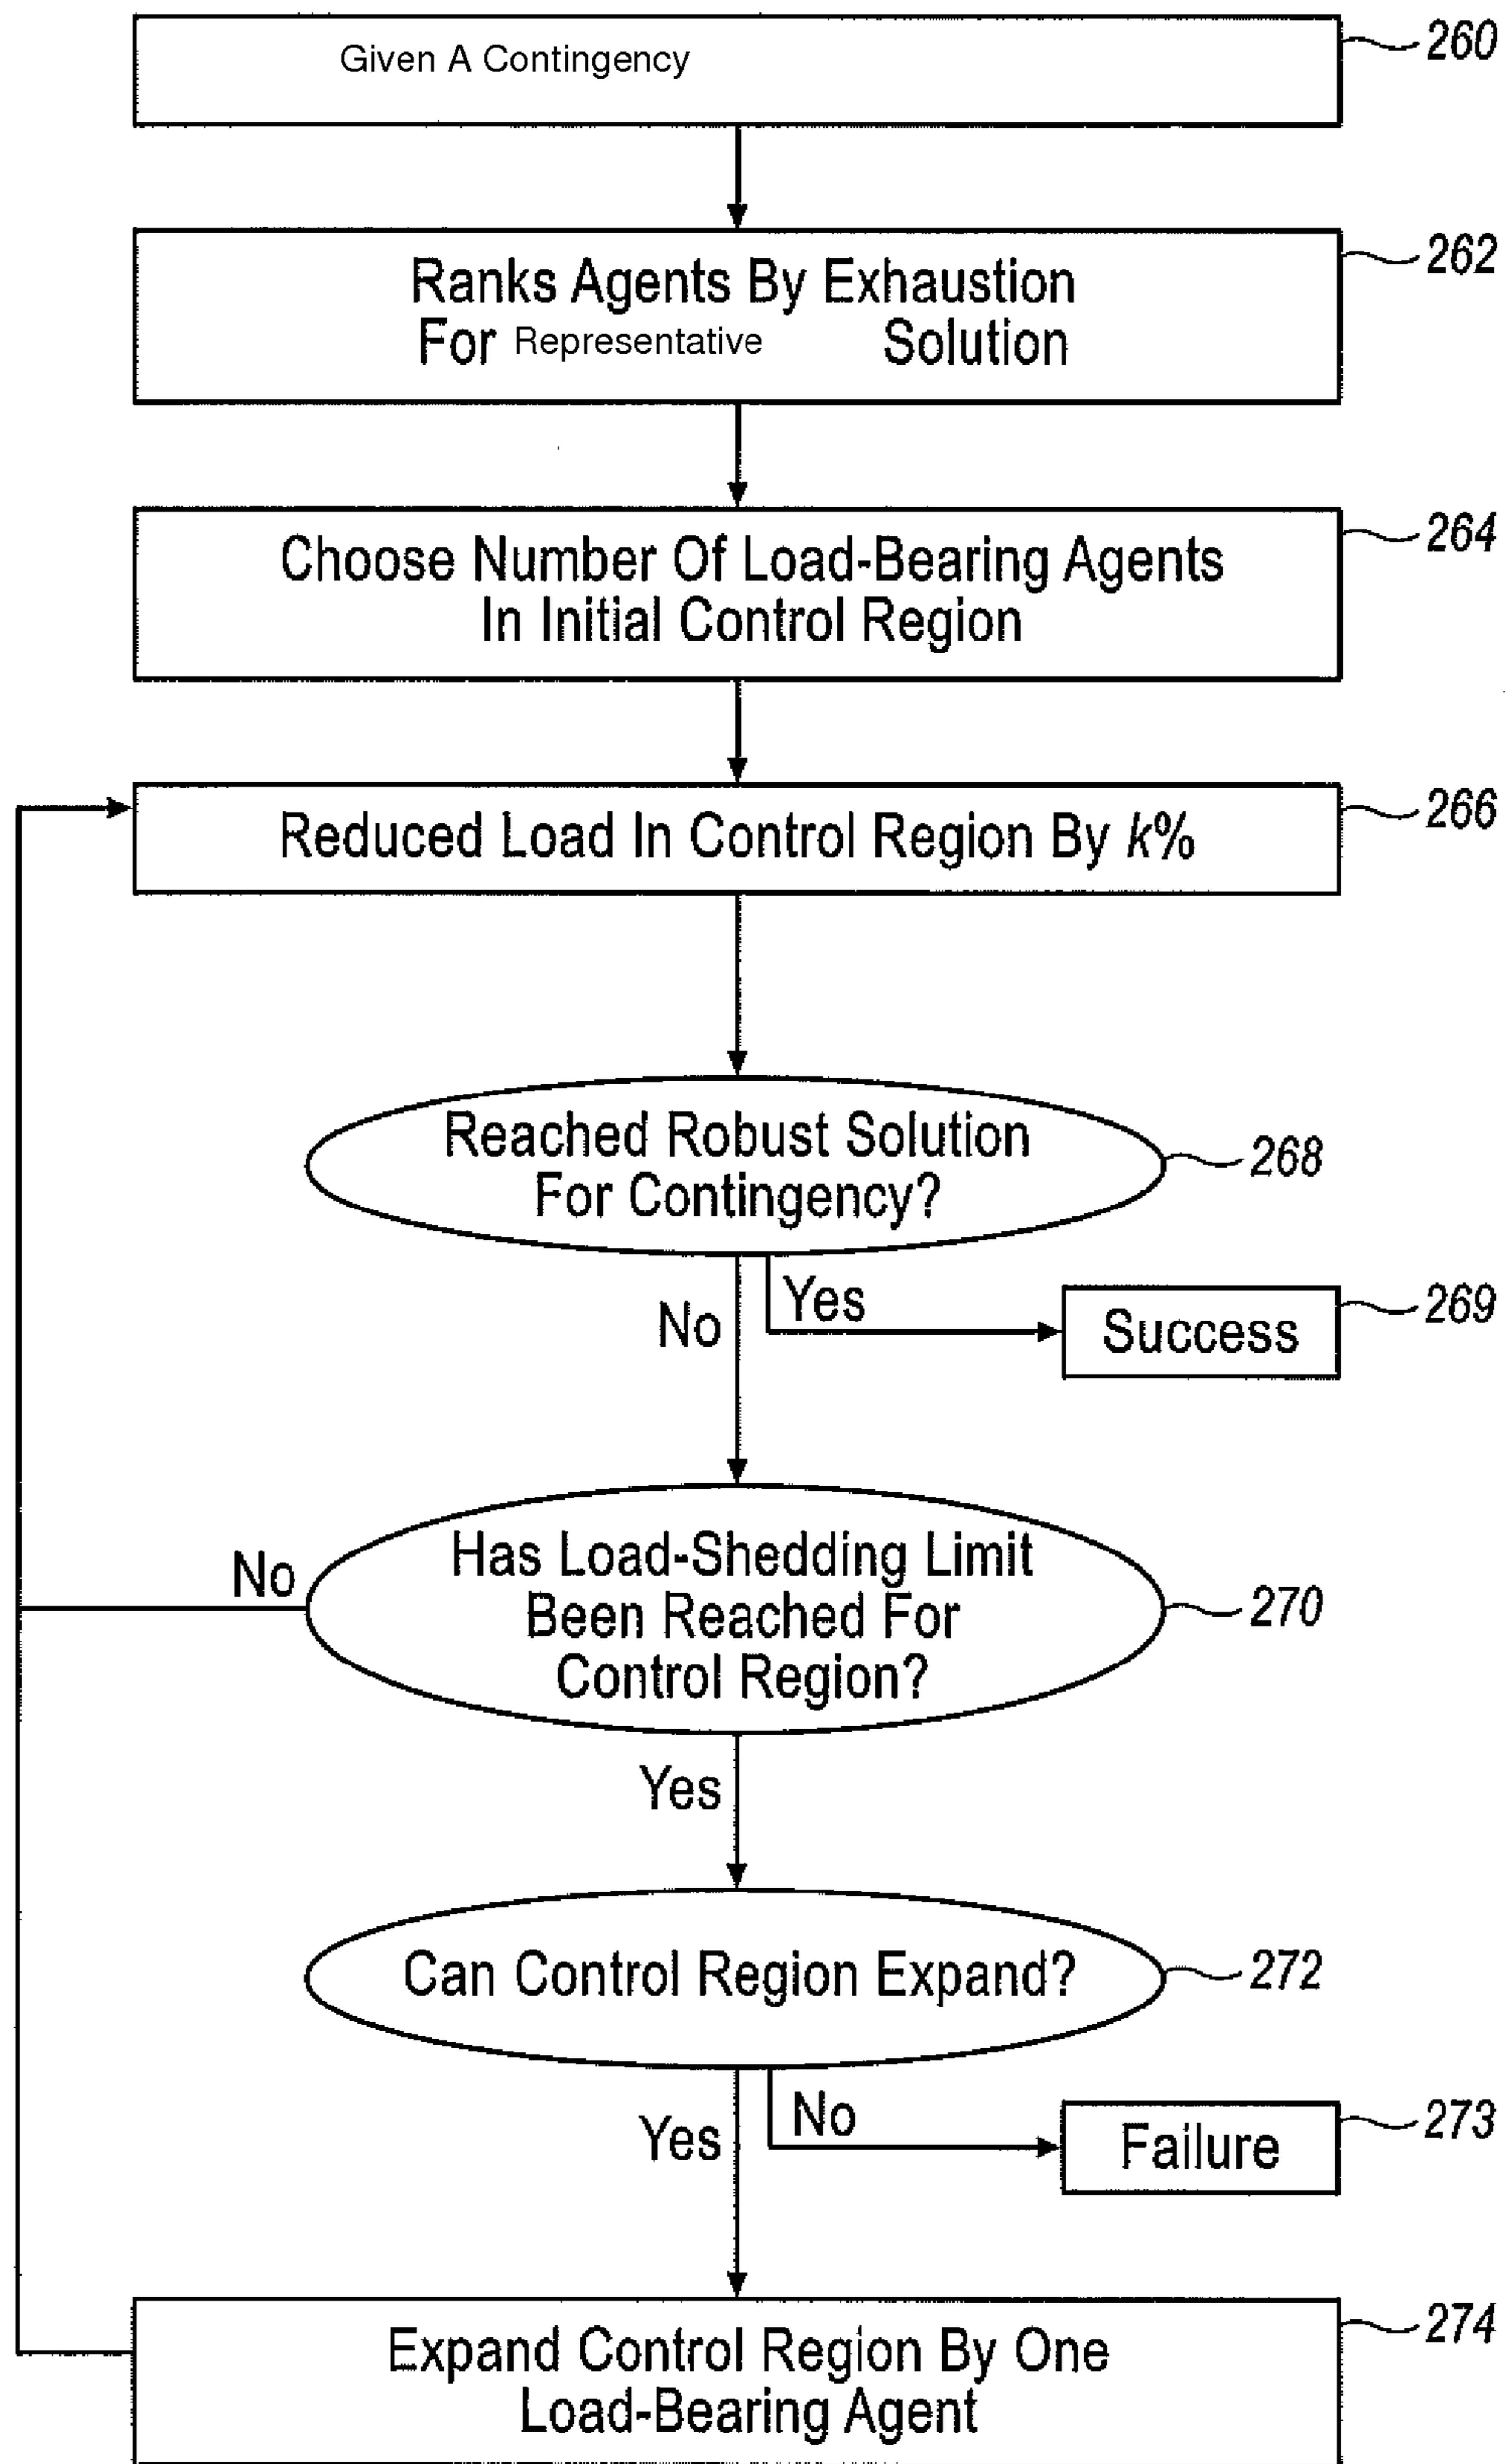 Given A Contingency
260
Ranks Agents By Exhaustion
For Representative Solution
262
Choose Number Of Load-Bearing Agents
In Initial Control Region
264
Reduced Load In Control Region By k%
266
Reached Robust Solution
For Contingency?
268
No
Yes
Success
269
Has Load-Shedding Limit
Been Reached For
Control Region?
270
No
Yes
Can Control Region Expand?
272
Yes
No
Failure
273
Expand Control Region By One
Load-Bearing Agent
274